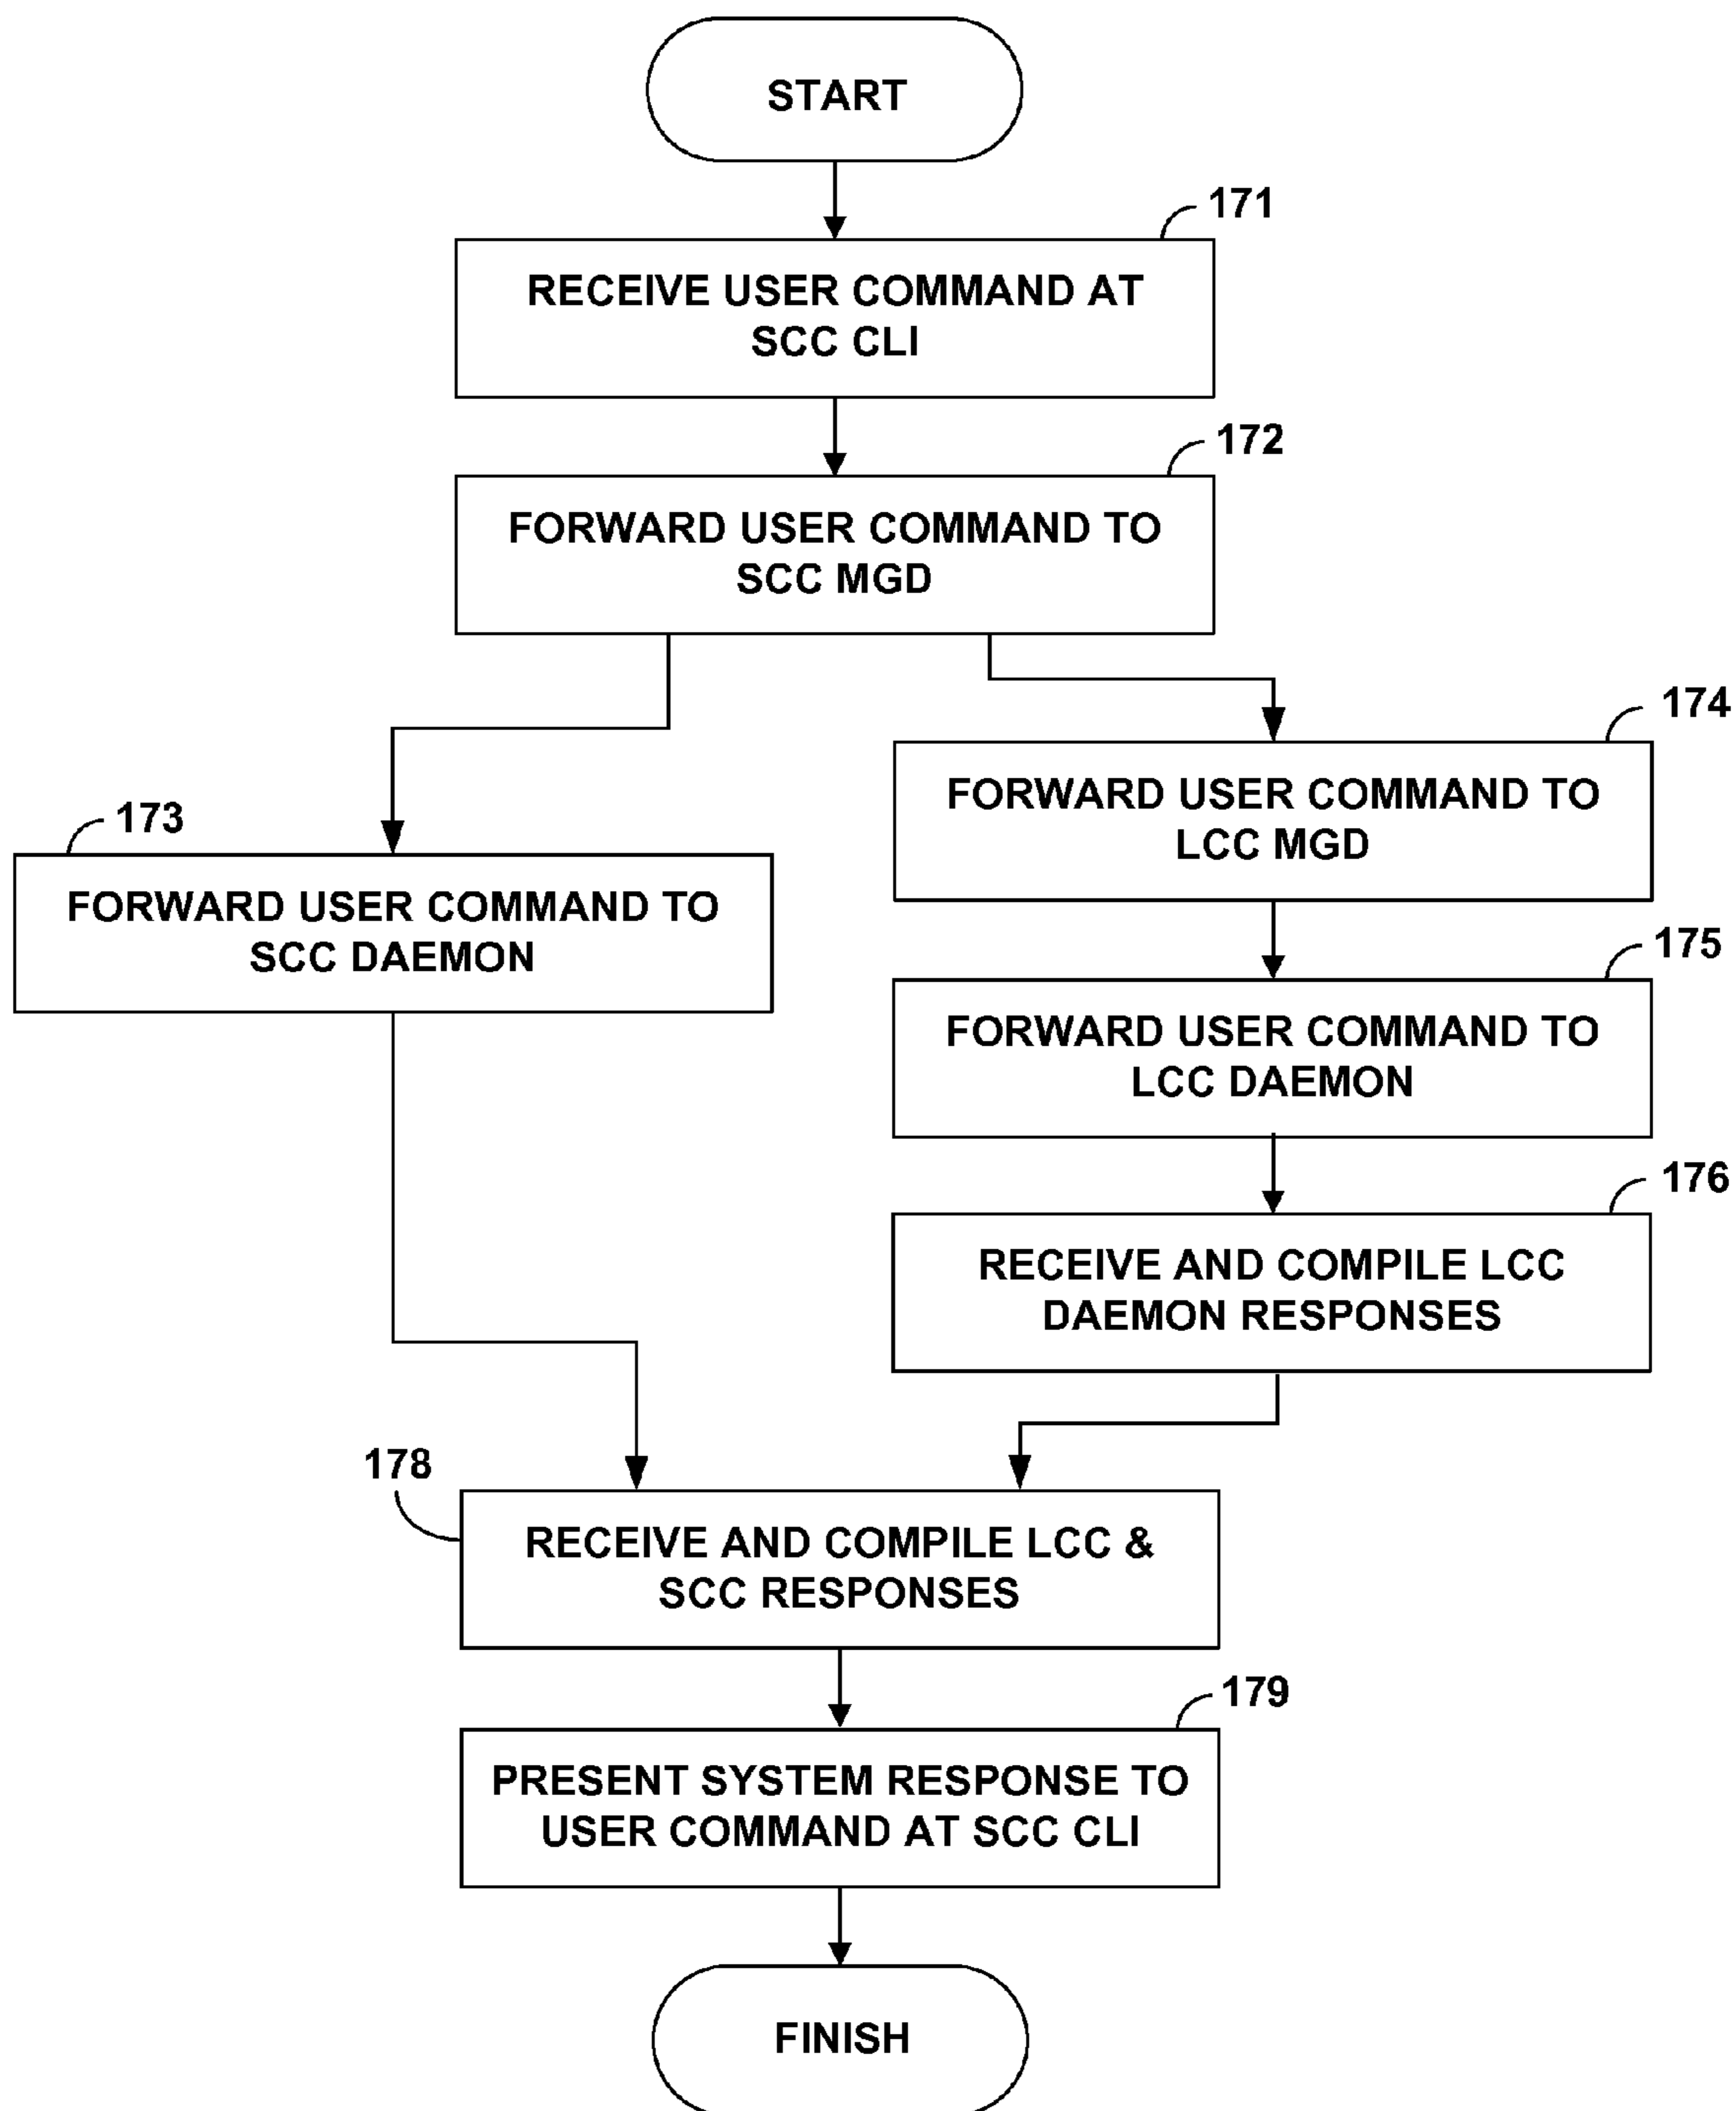 START
171
RECEIVE USER COMMAND AT
SCC CLI
172
FORWARD USER COMMAND TO
SCC MGD
174
FORWARD USER COMMAND TO
LCC MGD
173
FORWARD USER COMMAND TO
SCC DAEMON
175
FORWARD USER COMMAND TO
LCC DAEMON
176
RECEIVE AND COMPILE LCC
DAEMON RESPONSES
178
RECEIVE AND COMPILE LCC &
SCC RESPONSES
179
PRESENT SYSTEM RESPONSE TO
USER COMMAND AT SCC CLI
FINISH